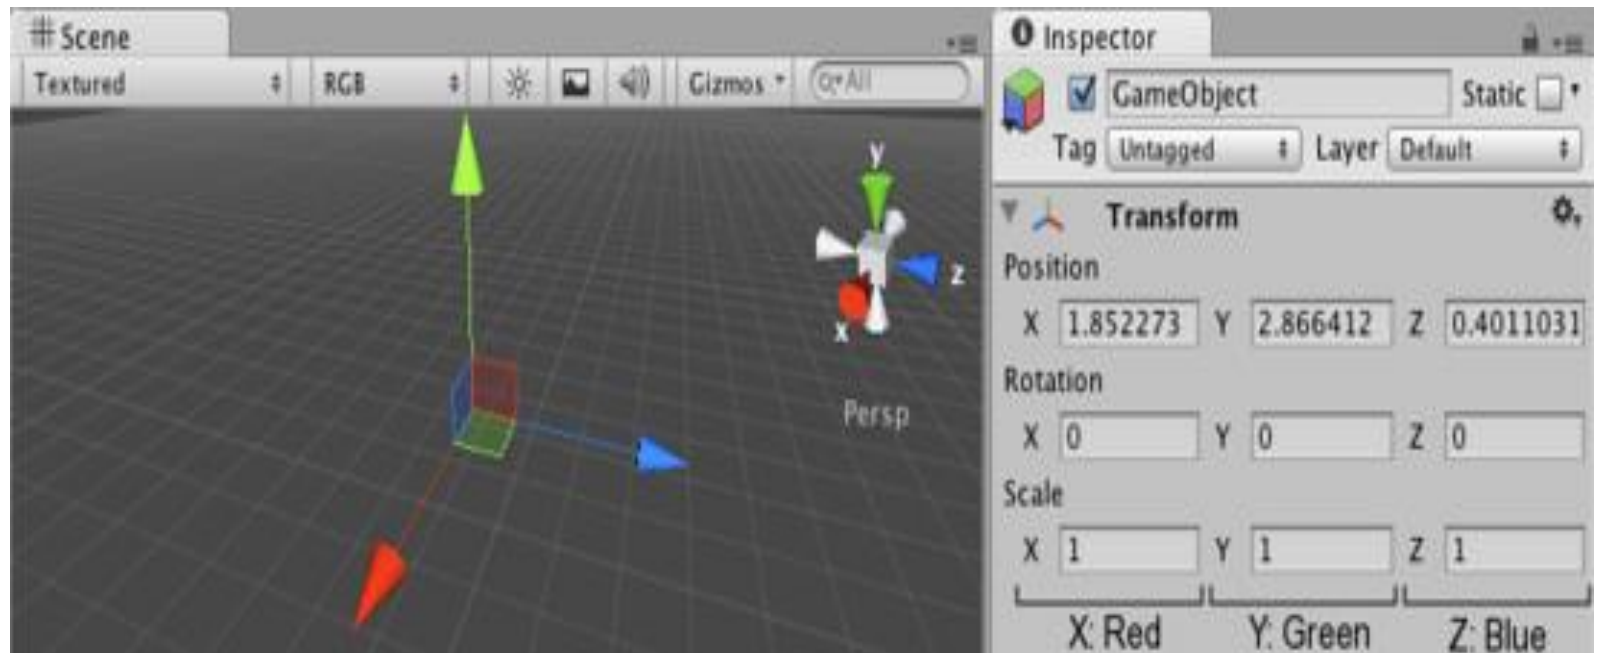 Scene
Textured RGB Gizmos All
y
z
x
Persp
Inspector
GameObject Static
Tag Untagged Layer Default
Transform
Position
X 1.852273 Y 2.866412 Z 0.4011031
Rotation
X 0 Y 0 Z 0
Scale
X 1 Y 1 Z 1
X: Red Y: Green Z: Blue